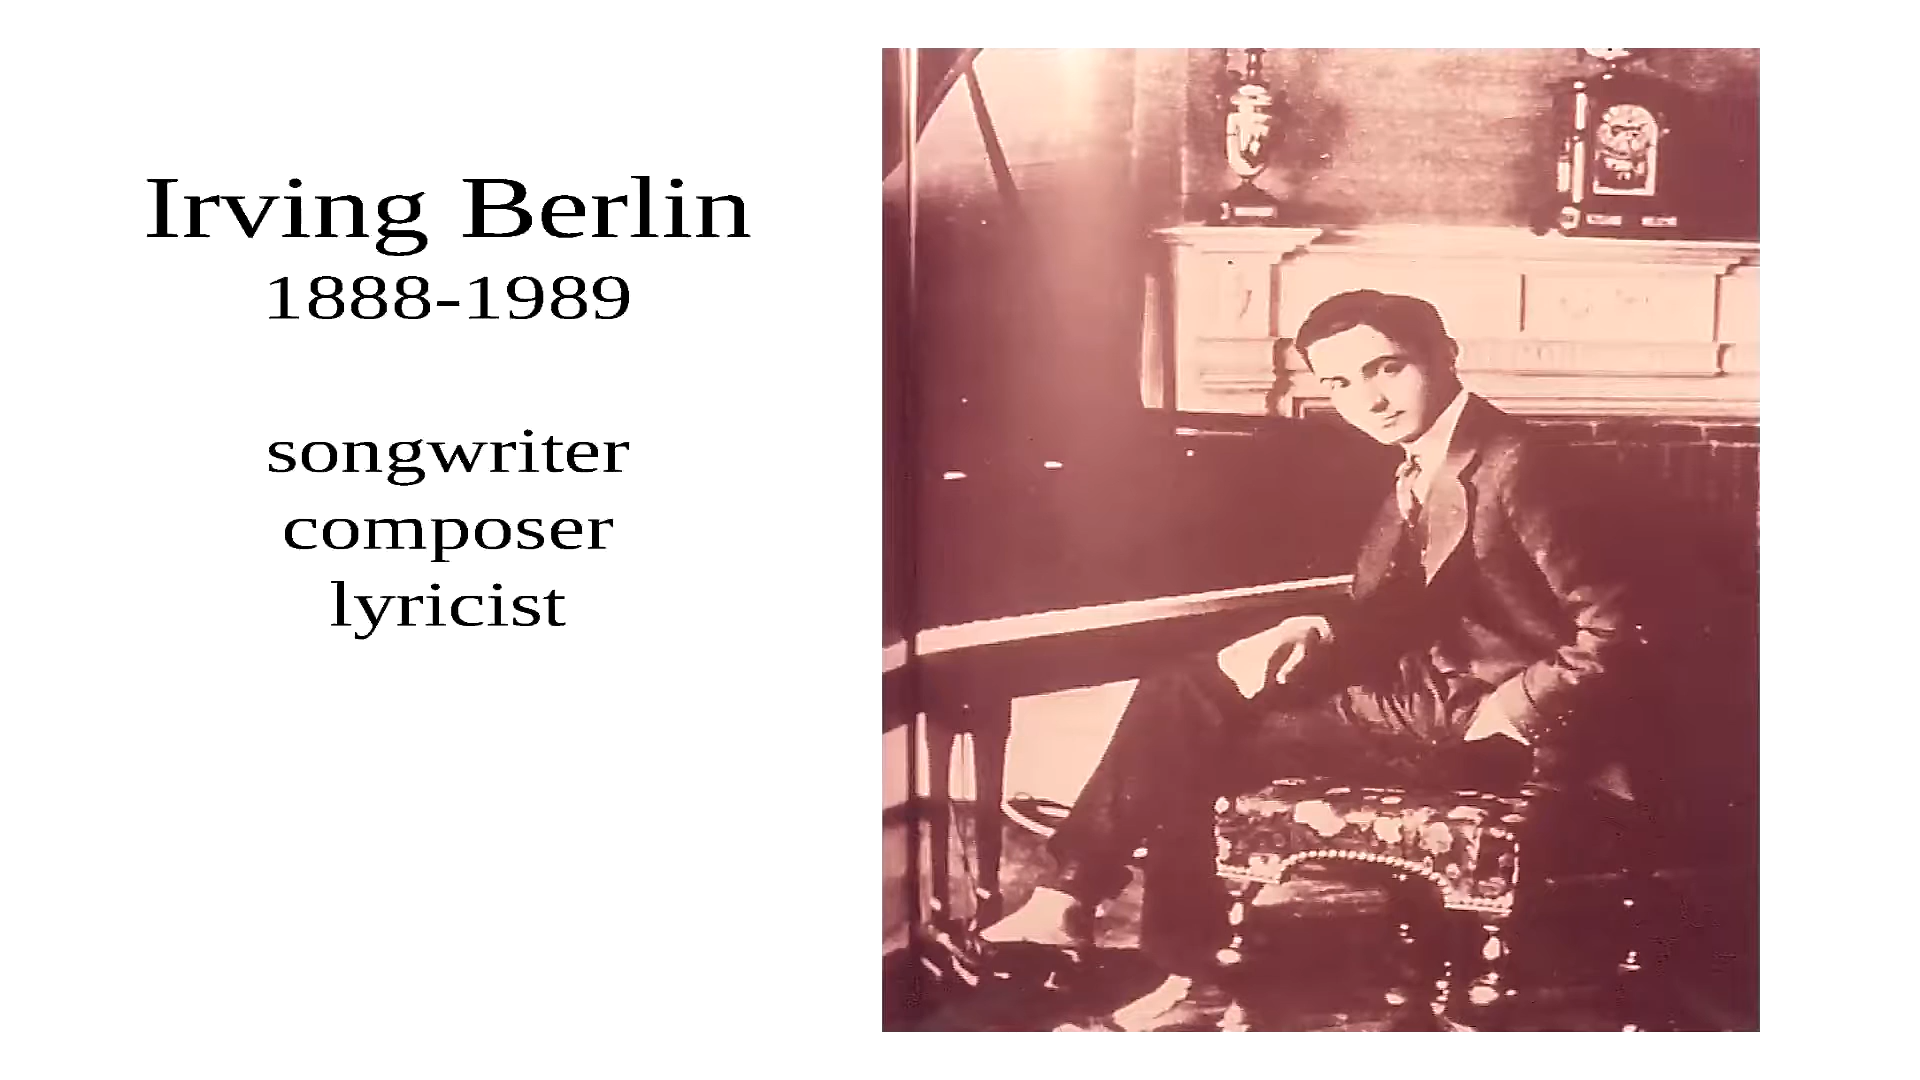 Irving Berlin
1888-1989
songwriter
composer
lyricist